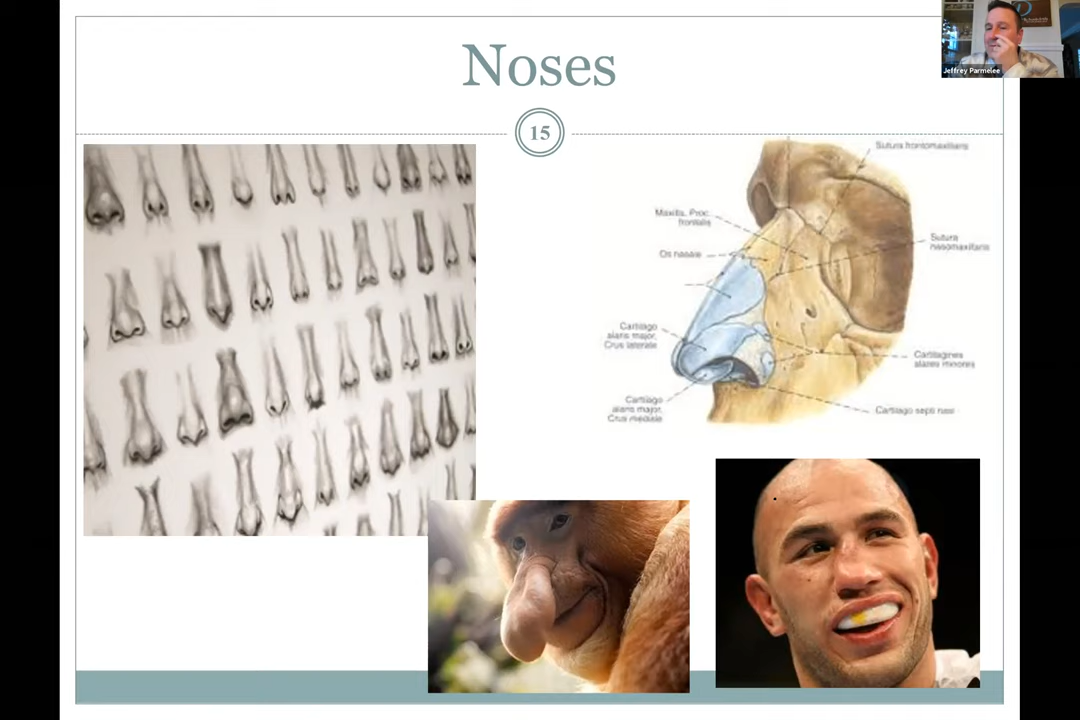 Noses
15
Jeffrey Parmelee
Sutura frontomaxillaris
Maxilla, Proc.
frontalis
Os nasale
Sutura
nasomaxillaris
Cartilago
alaris major,
Crus laterale
Cartilagines
alares minores
Cartilago
alaris major,
Crus mediale
Cartilago septi nasi